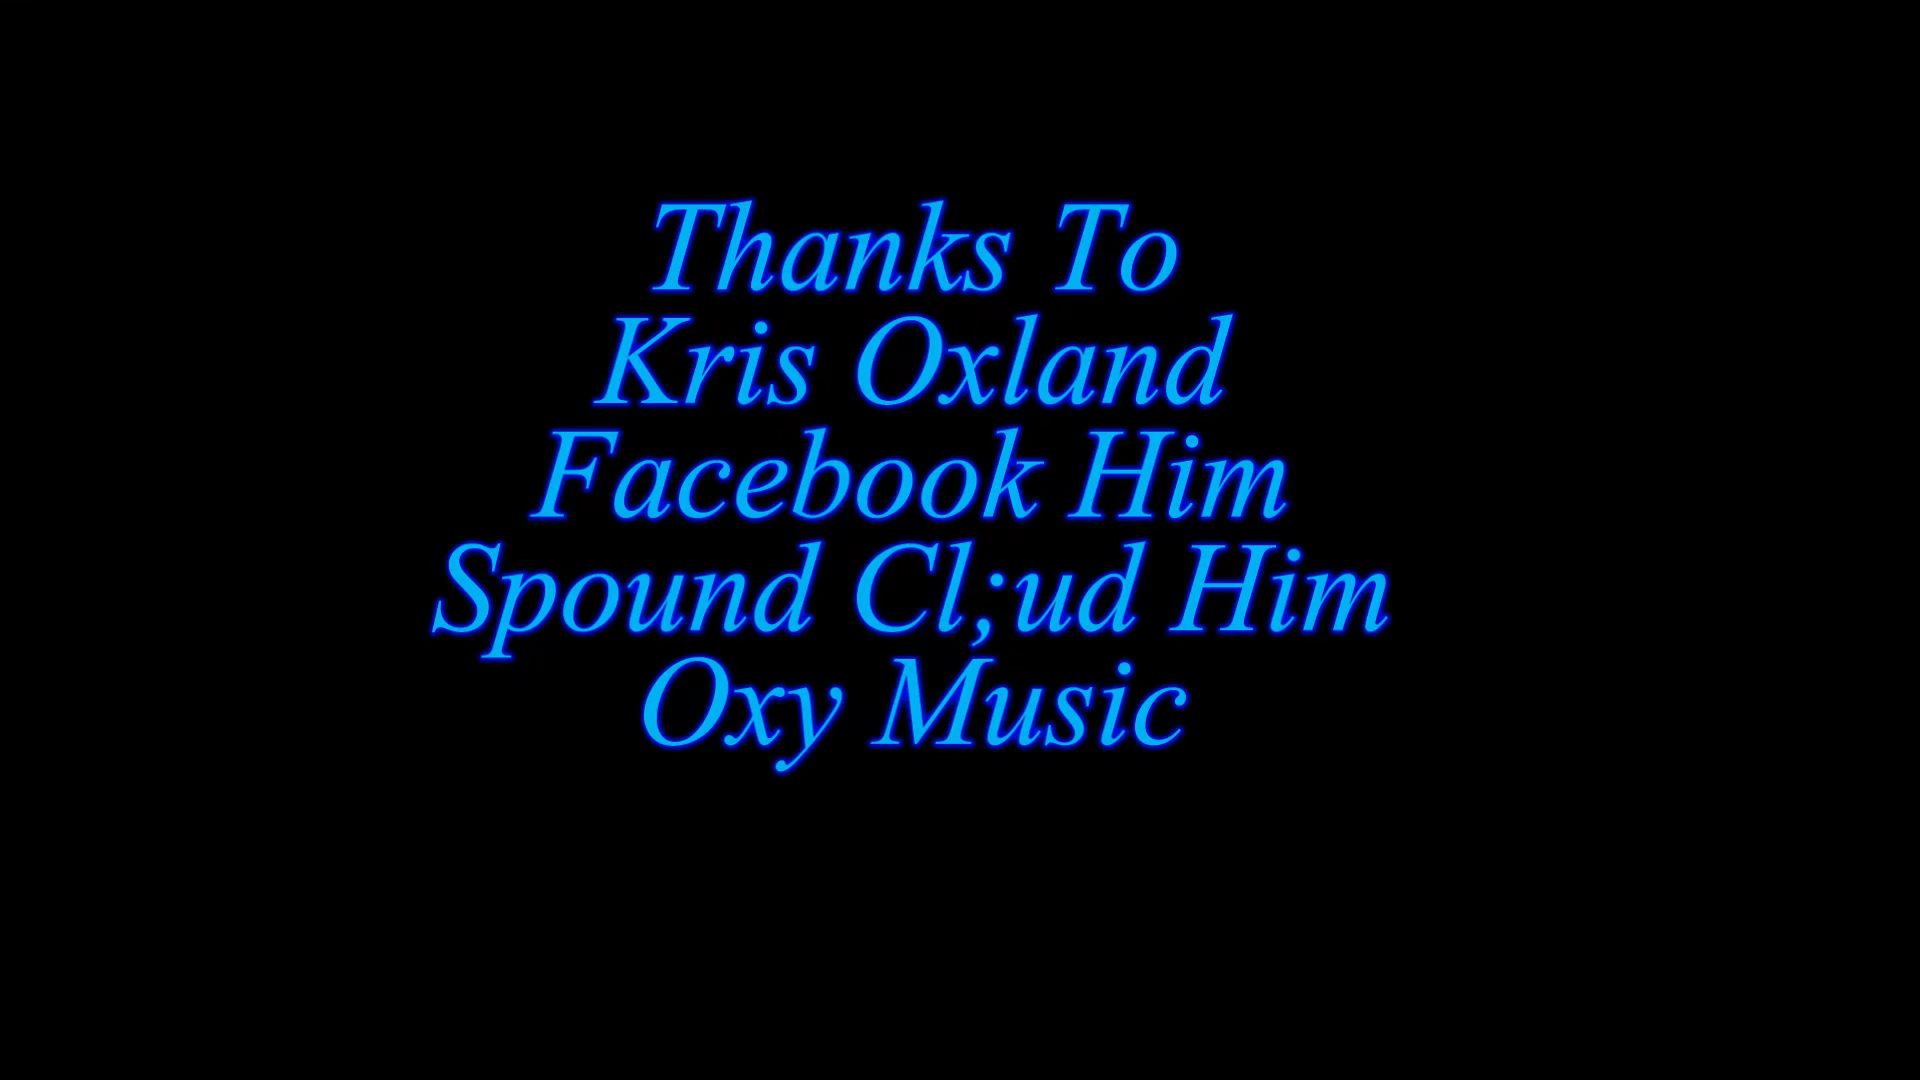 Thanks To
Kris Oxland
Facebook Him
Spound Cl;ud Him
Oxy Music